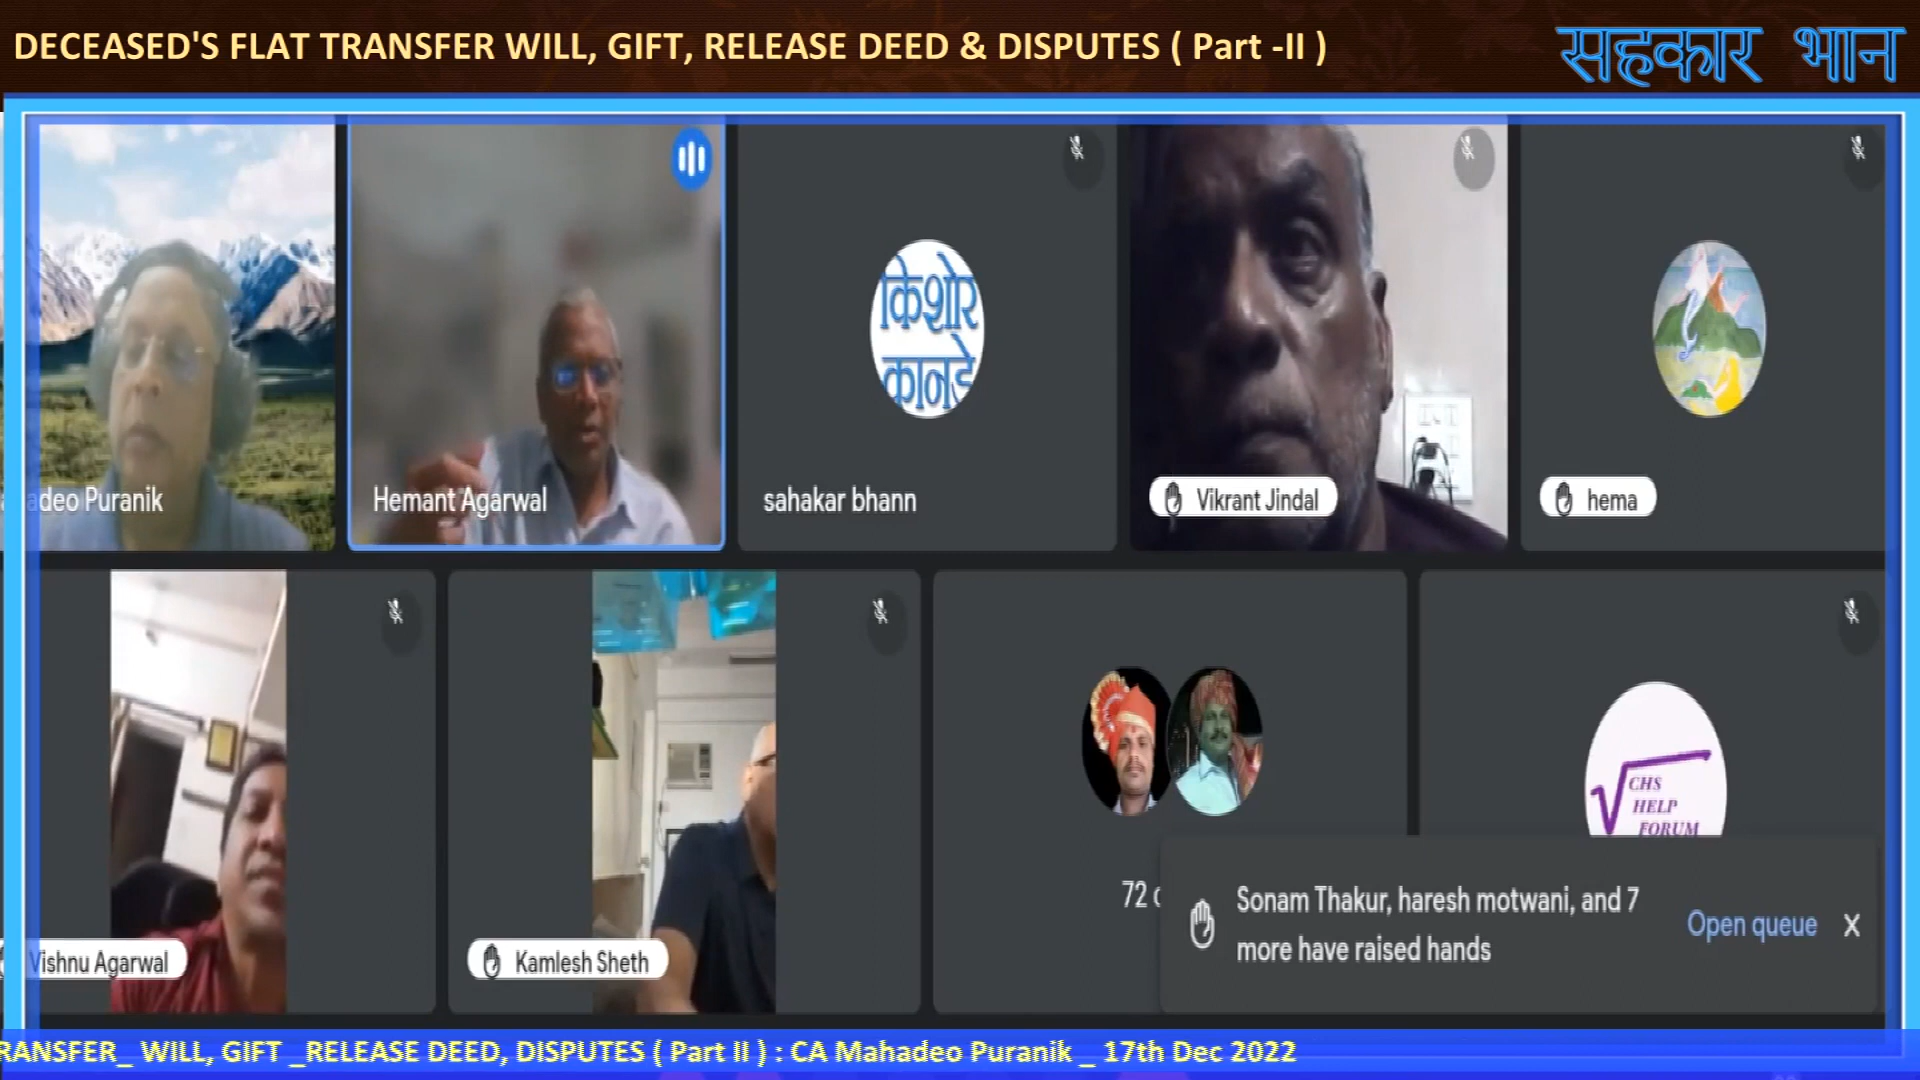 DECEASED'S FLAT TRANSFER WILL, GIFT, RELEASE DEED & DISPUTES ( Part -II )
सहकार भान
adeo Puranik
Hemant Agarwal
किशोर
कानडे
sahakar bhann
Vikrant Jindal
hema
Vishnu Agarwal
Kamlesh Sheth
72
CHS
HELP
FORUM
Sonam Thakur, haresh motwani, and 7
more have raised hands
Open queue
RANSFER_ WILL, GIFT _RELEASE DEED, DISPUTES ( Part II ) : CA Mahadeo Puranik _ 17th Dec 2022